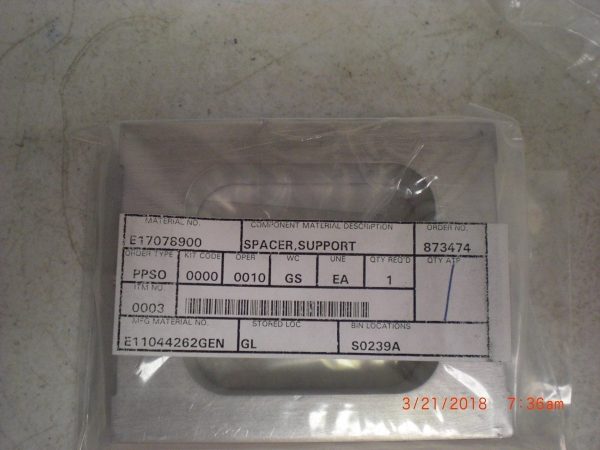 MATERIAL NO. COMPONENT MATERIAL DESCRIPTION ORDER NO.
E17078900 SPACER,SUPPORT 873474
ORDER TYPE KIT CODE OPER WC UNE QTY REQ'D QTY ATP
PPSO 0000 0010 GS EA 1
ITM NO.
0003
MFG MATERIAL NO. STORED LOC BIN LOCATIONS
E11044262GEN GL S0239A
3/21/2018 7:36am